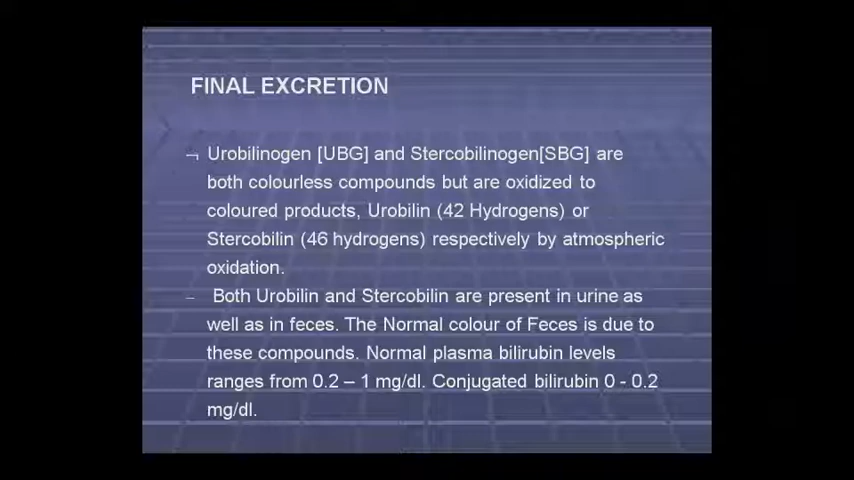 FINAL EXCRETION
¬ Urobilinogen [UBG] and Stercobilinogen[SBG] are
both colourless compounds but are oxidized to
coloured products, Urobilin (42 Hydrogens) or
Stercobilin (46 hydrogens) respectively by atmospheric
oxidation.
– Both Urobilin and Stercobilin are present in urine as
well as in feces. The Normal colour of Feces is due to
these compounds. Normal plasma bilirubin levels
ranges from 0.2 – 1 mg/dl. Conjugated bilirubin 0 - 0.2
mg/dl.